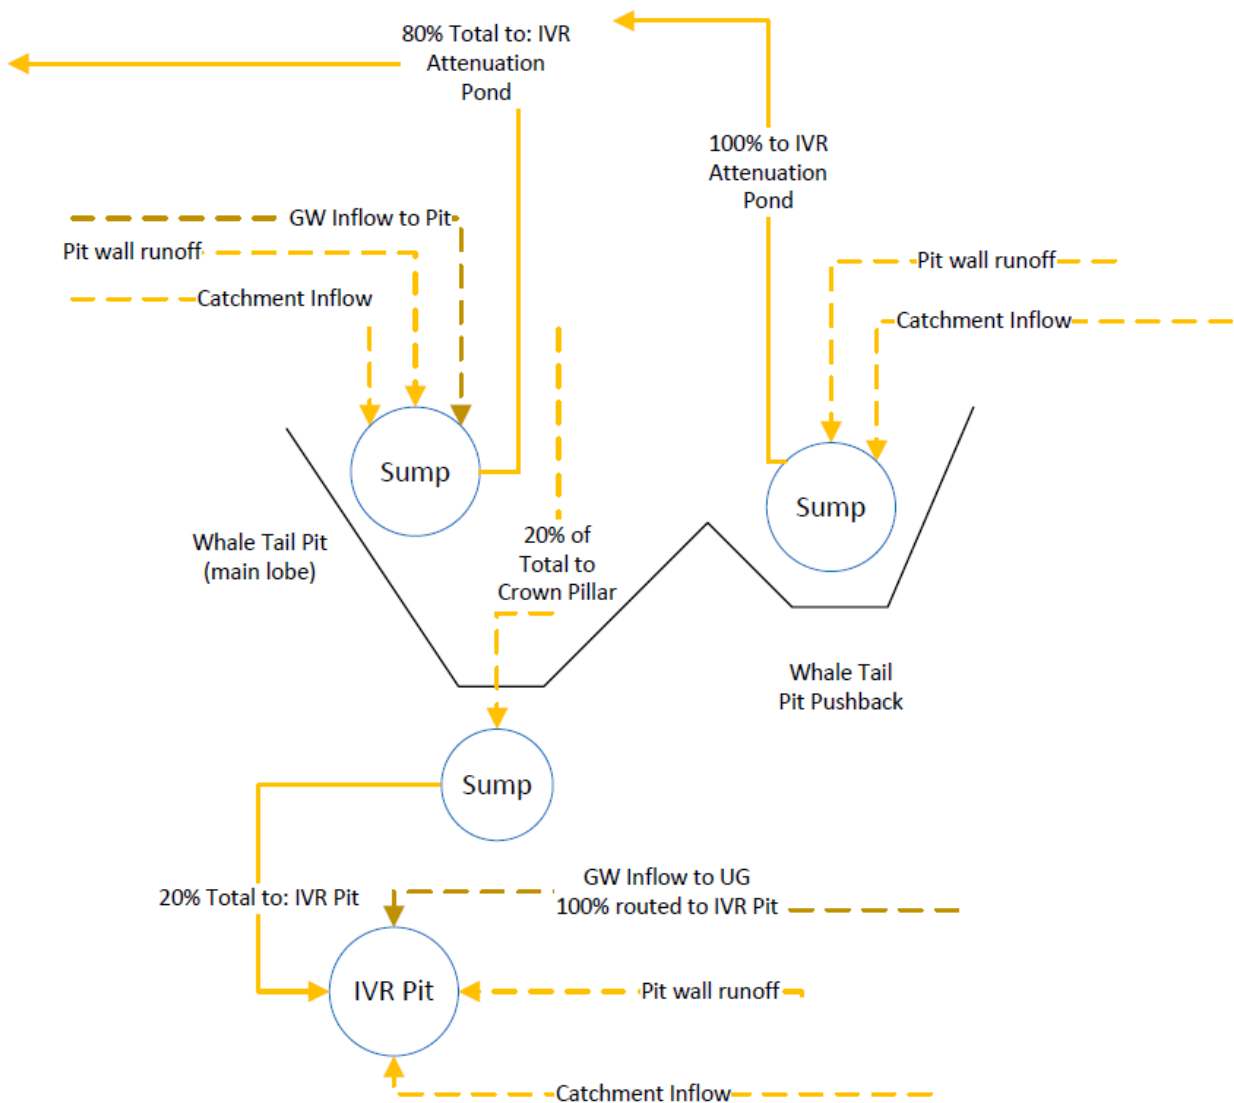 80% Total to: IVR
Attenuation
Pond
100% to IVR
Attenuation
Pond
GW Inflow to Pit
Pit wall runoff
Catchment Inflow
Pit wall runoff
Catchment Inflow
Sump
Sump
Whale Tail Pit
(main lobe)
20% of
Total to
Crown Pillar
Whale Tail
Pit Pushback
Sump
20% Total to: IVR Pit
GW Inflow to UG
100% routed to IVR Pit
IVR Pit
Pit wall runoff
Catchment Inflow